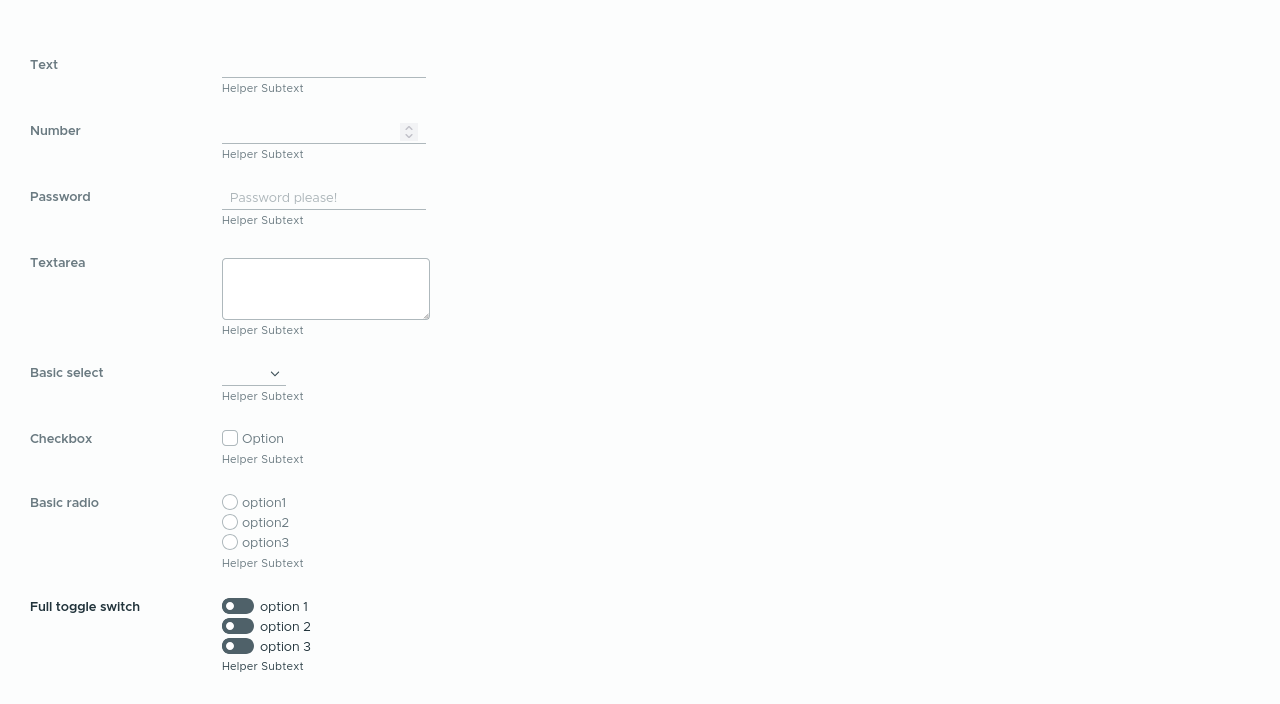 Text
Helper Subtext
Number
Helper Subtext
Password
Password please!
Helper Subtext
Textarea
Helper Subtext
Basic select
Helper Subtext
Checkbox
Option
Helper Subtext
Basic radio
option1
option2
option3
Helper Subtext
Full toggle switch
option 1
option 2
option 3
Helper Subtext